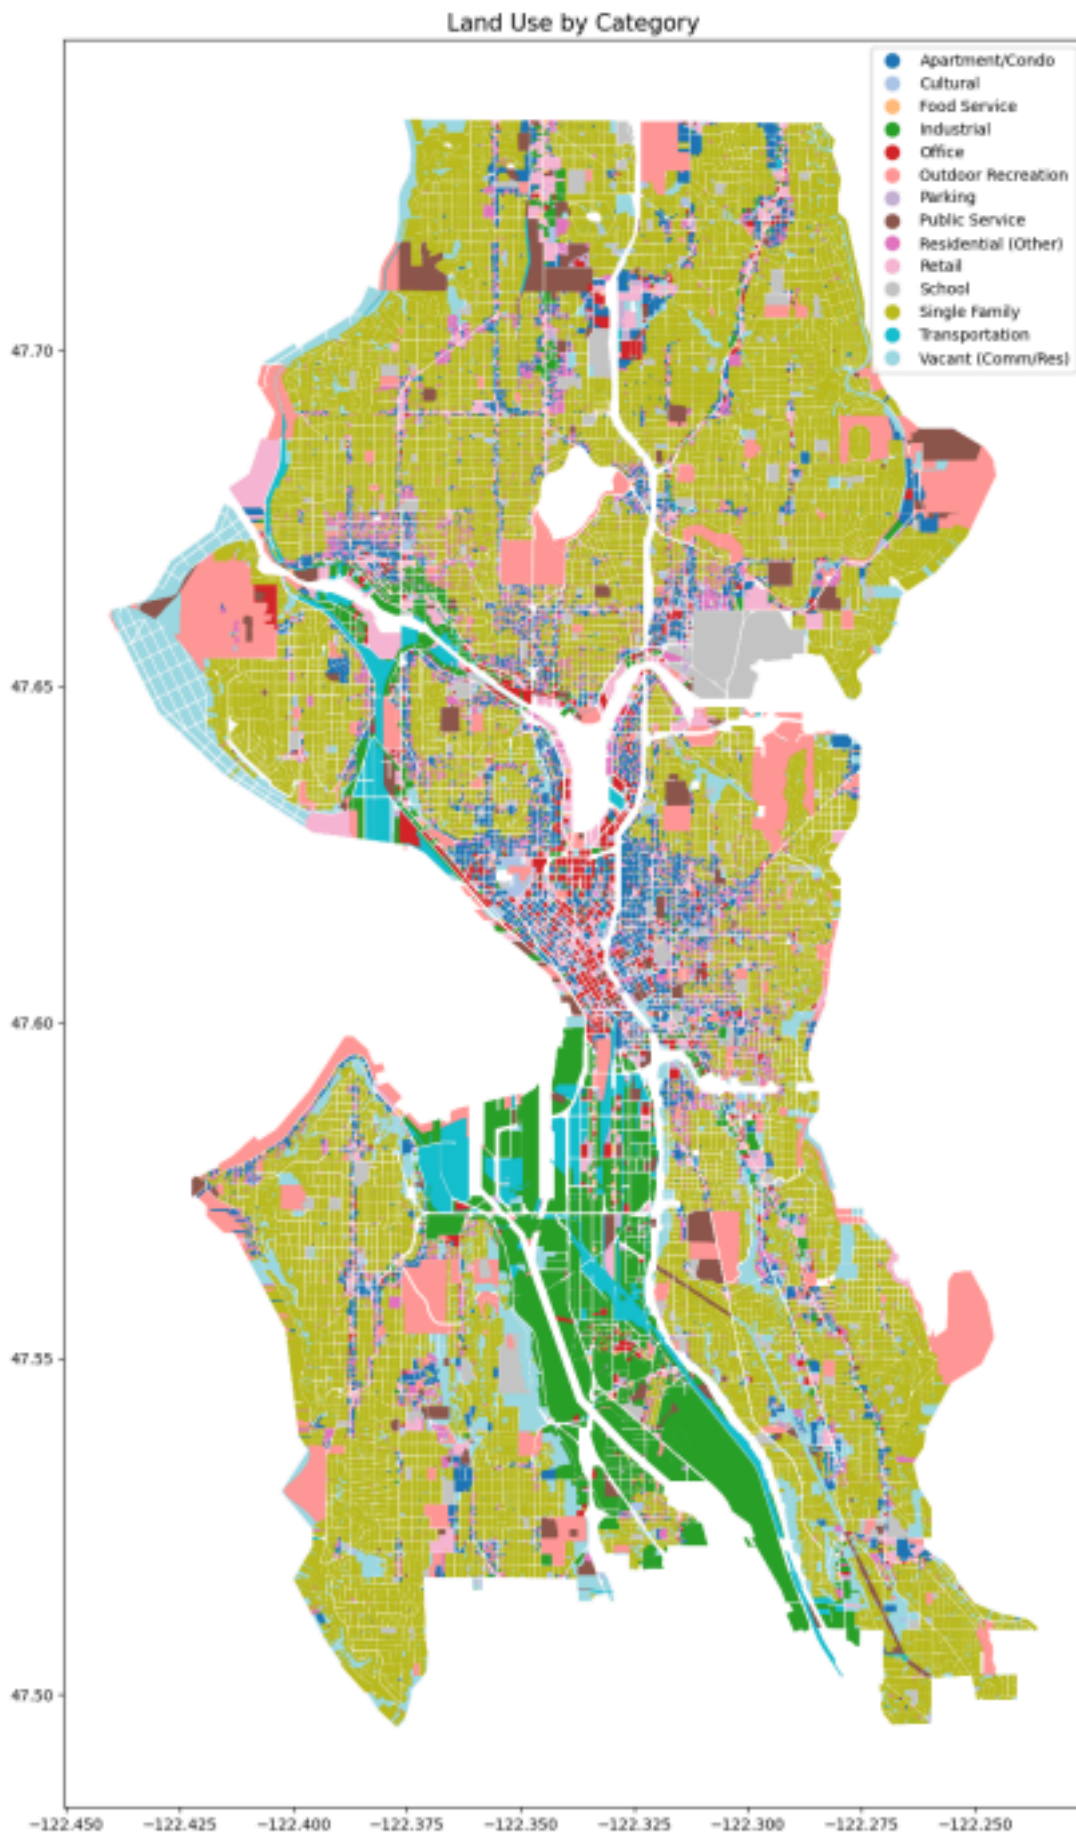 Land Use by Category
Apartment/Condo
Cultural
Food Service
Industrial
Office
Outdoor Recreation
Parking
Public Service
Residential (Other)
Retail
School
Single Family
Transportation
Vacant (Comm/Res)
47.70
47.65
47.60
47.55
47.50
−122.450 −122.425 −122.400 −122.375 −122.350 −122.325 −122.300 −122.275 −122.250